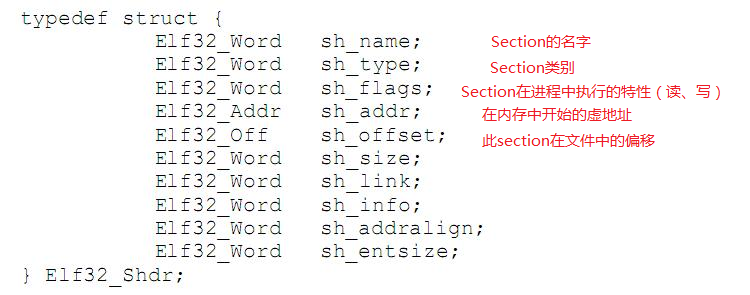 typedef struct {
Elf32_Word sh_name; Section的名字
Elf32_Word sh_type; Section类别
Elf32_Word sh_flags; Section在进程中执行的特性（读、写）
Elf32_Addr sh_addr; 在内存中开始的虚地址
Elf32_Off sh_offset; 此section在文件中的偏移
Elf32_Word sh_size;
Elf32_Word sh_link;
Elf32_Word sh_info;
Elf32_Word sh_addralign;
Elf32_Word sh_entsize;
} Elf32_Shdr;